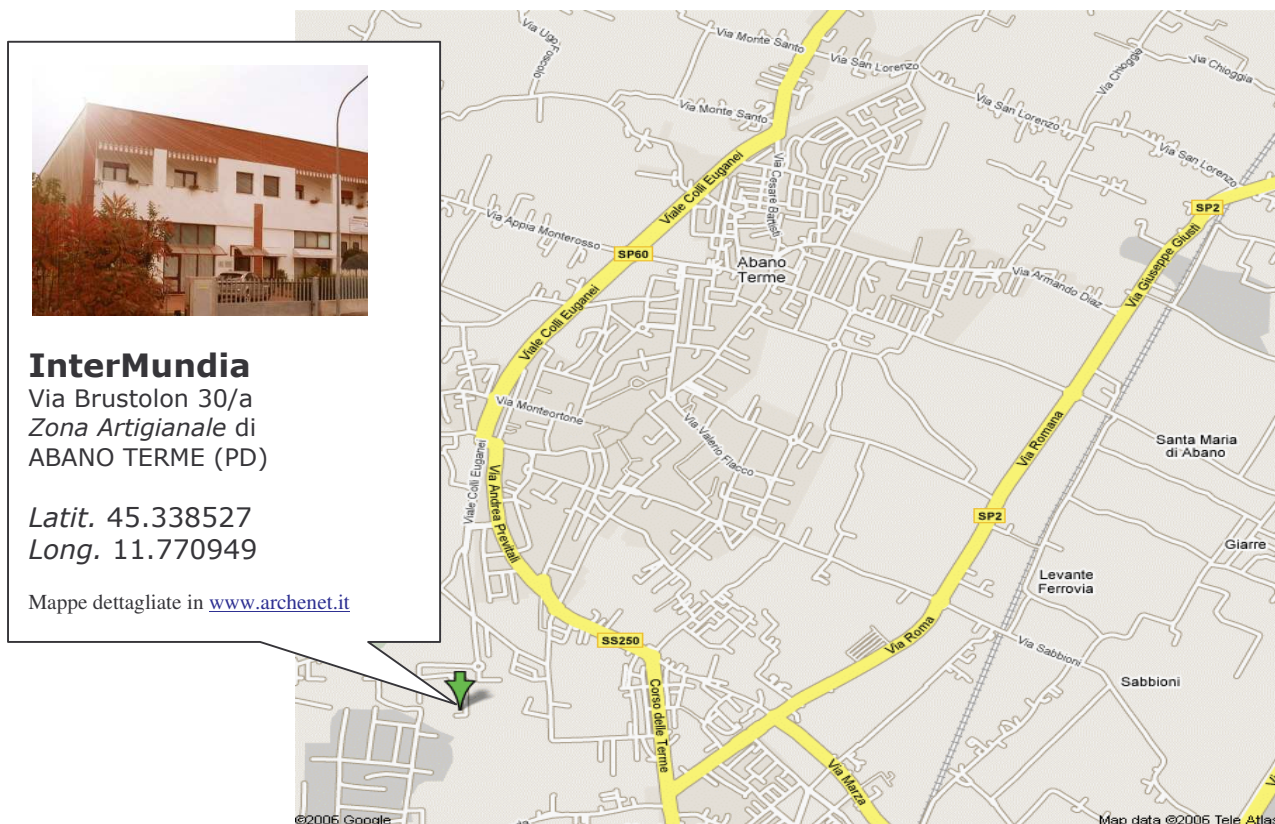 InterMundia
Via Brustolon 30/a
Zona Artigianale di
ABANO TERME (PD)
Latit. 45.338527
Long. 11.770949
Mappe dettagliate in www.archenet.it
Via Ugo Foscolo
Via Monte Santo
Via San Lorenzo
Via Chioggia
Via Chioggia
Via Monte Santo
Via San Lorenzo
Via San Lorenzo
Viale Colli Euganei
Via Cesare Battisti
Via Appia Monterosso
SP60
SP2
Abano
Terme
Via Armando Diaz
Via Giuseppe Giusti
Viale Colli Euganei
Via Monteortone
Via Valerio Flacco
Via Romana
Santa Maria
di Abano
Viale Colli Euganei
Via Andrea Previtali
SP2
Giarre
Levante
Ferrovia
SS250
Via Roma
Via Sabbioni
Sabbioni
Corso delle Terme
Via Marza
©2006 Google
Map data ©2006 Tele Atlas